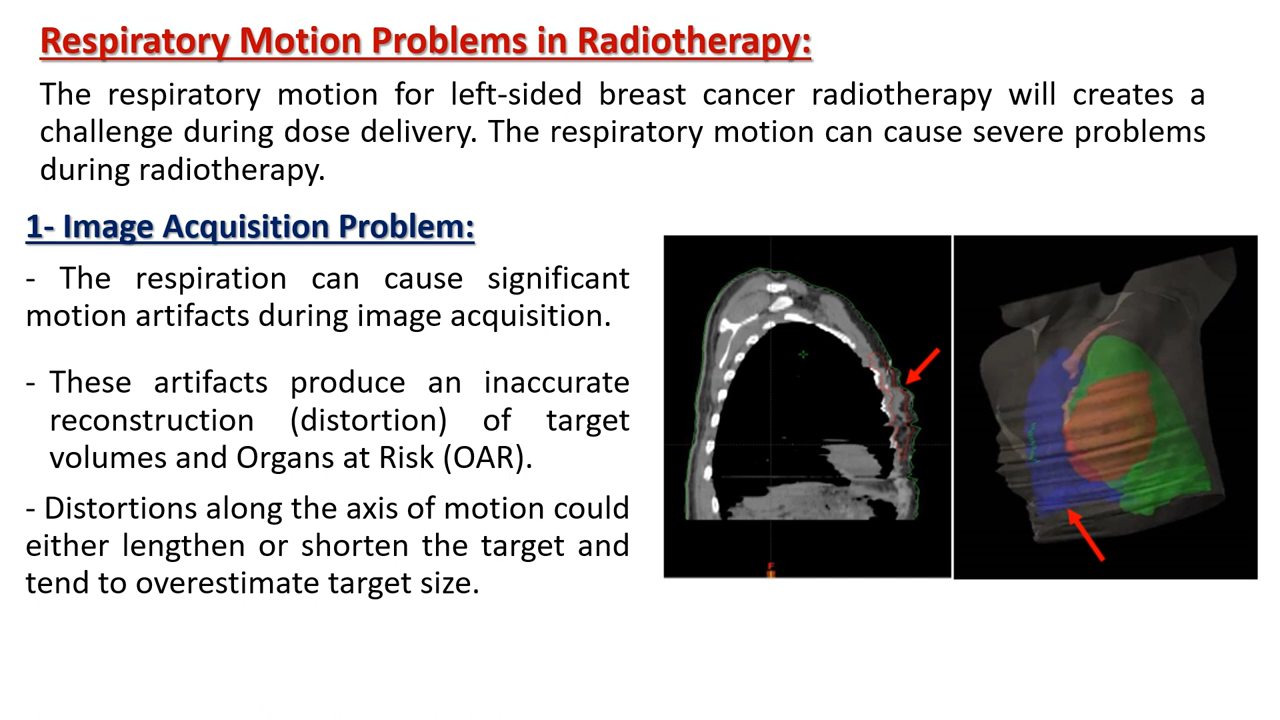 Respiratory Motion Problems in Radiotherapy:
The respiratory motion for left-sided breast cancer radiotherapy will creates a
challenge during dose delivery. The respiratory motion can cause severe problems
during radiotherapy.
1- Image Acquisition Problem:
- The respiration can cause significant
motion artifacts during image acquisition.
- These artifacts produce an inaccurate
reconstruction (distortion) of target
volumes and Organs at Risk (OAR).
- Distortions along the axis of motion could
either lengthen or shorten the target and
tend to overestimate target size.
F